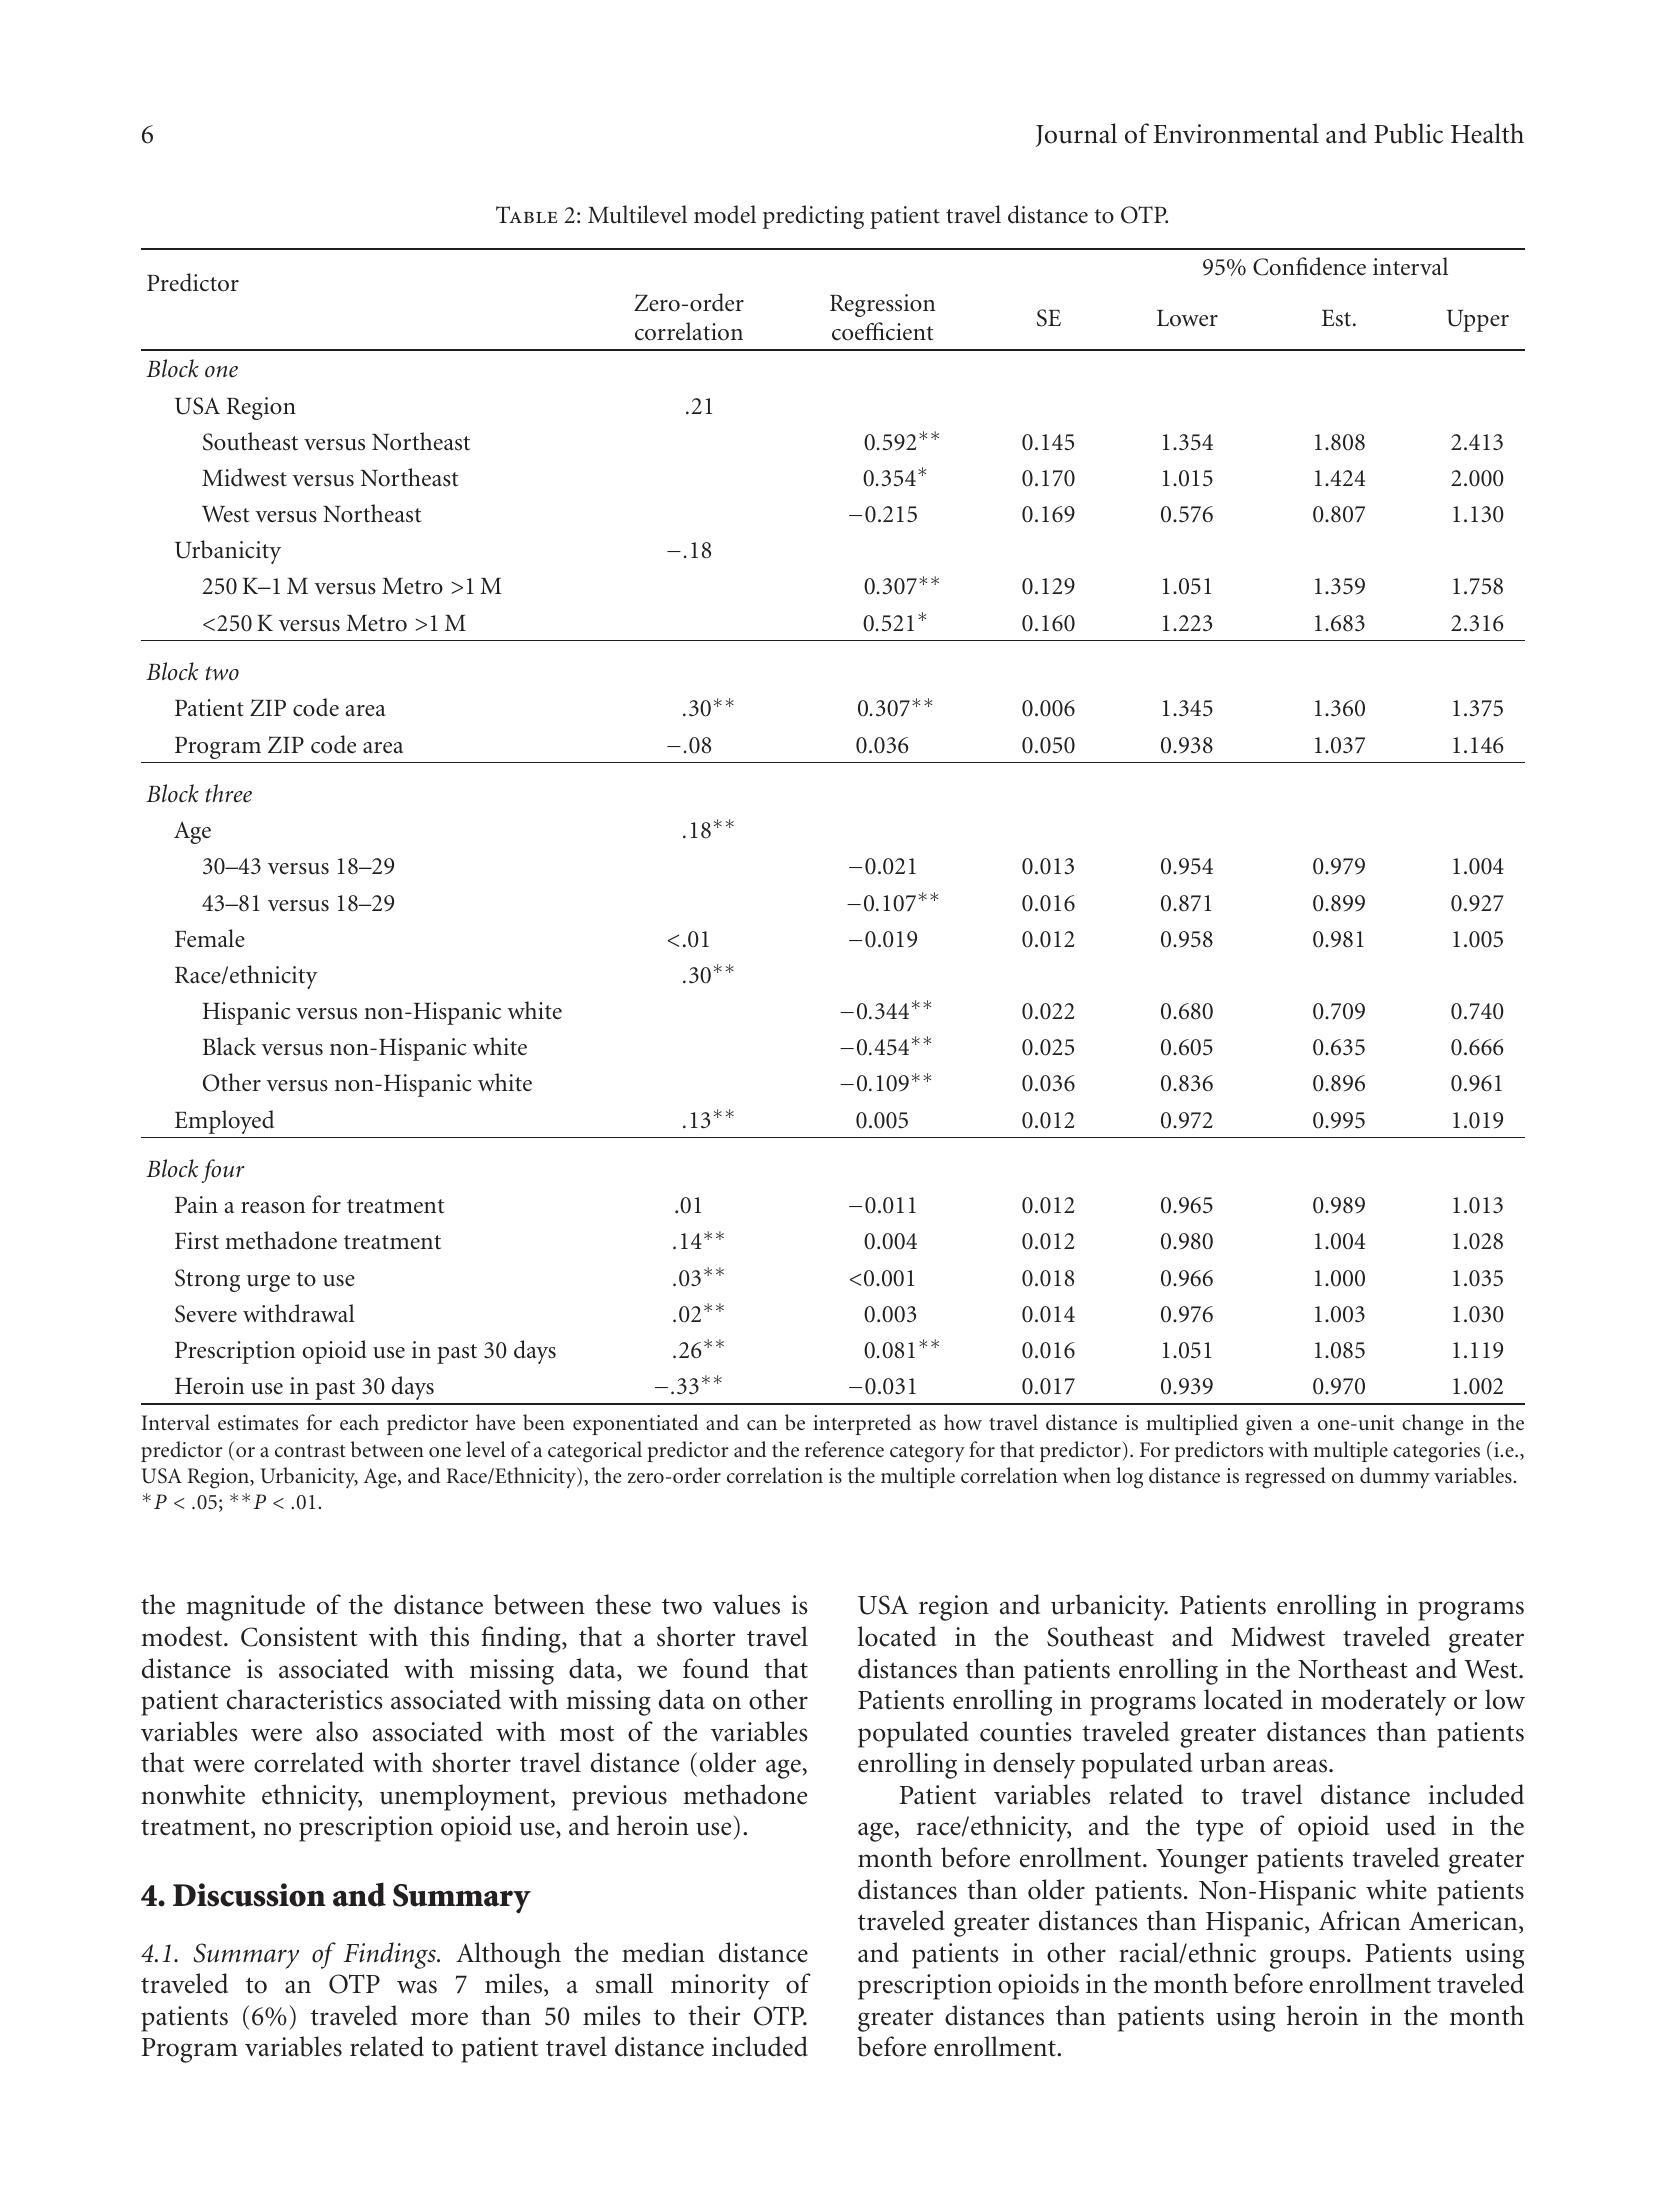 6
Journal of Environmental and Public Health
Table 2: Multilevel model predicting patient travel distance to OTP.
Predictor
95% Confidence interval
Zero-order correlation Regression coefficient SE Lower Est. Upper
Block one
USA Region .21
Southeast versus Northeast 0.592** 0.145 1.354 1.808 2.413
Midwest versus Northeast 0.354* 0.170 1.015 1.424 2.000
West versus Northeast −0.215 0.169 0.576 0.807 1.130
Urbanicity −.18
250 K–1 M versus Metro >1 M 0.307** 0.129 1.051 1.359 1.758
<250 K versus Metro >1 M 0.521* 0.160 1.223 1.683 2.316
Block two
Patient ZIP code area .30** 0.307** 0.006 1.345 1.360 1.375
Program ZIP code area −.08 0.036 0.050 0.938 1.037 1.146
Block three
Age .18**
30–43 versus 18–29 −0.021 0.013 0.954 0.979 1.004
43–81 versus 18–29 −0.107** 0.016 0.871 0.899 0.927
Female <.01 −0.019 0.012 0.958 0.981 1.005
Race/ethnicity .30**
Hispanic versus non-Hispanic white −0.344** 0.022 0.680 0.709 0.740
Black versus non-Hispanic white −0.454** 0.025 0.605 0.635 0.666
Other versus non-Hispanic white −0.109** 0.036 0.836 0.896 0.961
Employed .13** 0.005 0.012 0.972 0.995 1.019
Block four
Pain a reason for treatment .01 −0.011 0.012 0.965 0.989 1.013
First methadone treatment .14** 0.004 0.012 0.980 1.004 1.028
Strong urge to use .03** <0.001 0.018 0.966 1.000 1.035
Severe withdrawal .02** 0.003 0.014 0.976 1.003 1.030
Prescription opioid use in past 30 days .26** 0.081** 0.016 1.051 1.085 1.119
Heroin use in past 30 days −.33** −0.031 0.017 0.939 0.970 1.002
Interval estimates for each predictor have been exponentiated and can be interpreted as how travel distance is multiplied given a one-unit change in the
predictor (or a contrast between one level of a categorical predictor and the reference category for that predictor). For predictors with multiple categories (i.e.,
USA Region, Urbanicity, Age, and Race/Ethnicity), the zero-order correlation is the multiple correlation when log distance is regressed on dummy variables.
*P < .05; **P < .01.
the magnitude of the distance between these two values is
modest. Consistent with this finding, that a shorter travel
distance is associated with missing data, we found that
patient characteristics associated with missing data on other
variables were also associated with most of the variables
that were correlated with shorter travel distance (older age,
nonwhite ethnicity, unemployment, previous methadone
treatment, no prescription opioid use, and heroin use).
4. Discussion and Summary
4.1. Summary of Findings. Although the median distance
traveled to an OTP was 7 miles, a small minority of
patients (6%) traveled more than 50 miles to their OTP.
Program variables related to patient travel distance included
USA region and urbanicity. Patients enrolling in programs
located in the Southeast and Midwest traveled greater
distances than patients enrolling in the Northeast and West.
Patients enrolling in programs located in moderately or low
populated counties traveled greater distances than patients
enrolling in densely populated urban areas.
Patient variables related to travel distance included
age, race/ethnicity, and the type of opioid used in the
month before enrollment. Younger patients traveled greater
distances than older patients. Non-Hispanic white patients
traveled greater distances than Hispanic, African American,
and patients in other racial/ethnic groups. Patients using
prescription opioids in the month before enrollment traveled
greater distances than patients using heroin in the month
before enrollment.